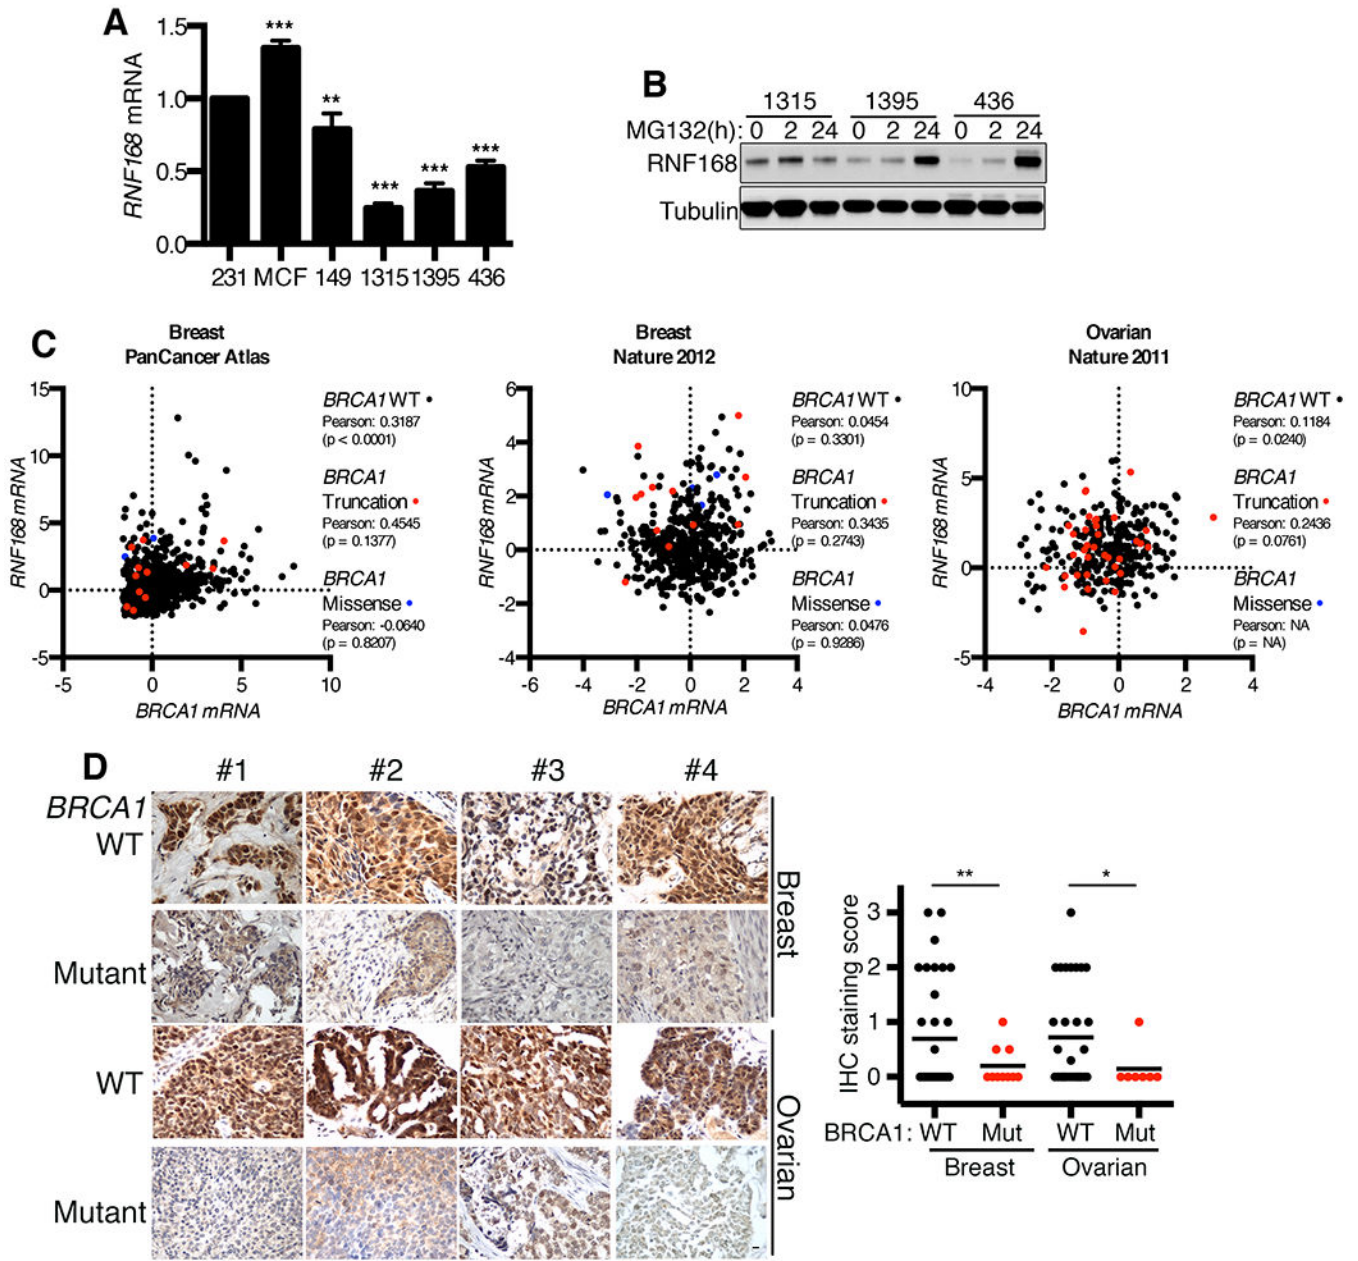 A
1.5
1.0
0.5
0.0
RNF168 mRNA
***
**
***
***
***
231 MCF 149 1315 1395 436
B
1315 1395 436
MG132(h): 0 2 24 0 2 24 0 2 24
RNF168
Tubulin
C
Breast
PanCancer Atlas
RNF168 mRNA
15
10
5
0
-5
-5 0 5 10
BRCA1 mRNA
BRCA1 WT
Pearson: 0.3187
(p < 0.0001)
BRCA1
Truncation
Pearson: 0.4545
(p = 0.1377)
BRCA1
Missense
Pearson: -0.0640
(p = 0.8207)
Breast
Nature 2012
RNF168 mRNA
6
4
2
0
-2
-4
-6 -4 -2 0 2 4
BRCA1 mRNA
BRCA1 WT
Pearson: 0.0454
(p = 0.3301)
BRCA1
Truncation
Pearson: 0.3435
(p = 0.2743)
BRCA1
Missense
Pearson: 0.0476
(p = 0.9286)
Ovarian
Nature 2011
RNF168 mRNA
10
5
0
-5
-4 -2 0 2 4
BRCA1 mRNA
BRCA1 WT
Pearson: 0.1184
(p = 0.0240)
BRCA1
Truncation
Pearson: 0.2436
(p = 0.0761)
BRCA1
Missense
Pearson: NA
(p = NA)
D
#1 #2 #3 #4
BRCA1
WT
Mutant
WT
Mutant
Breast
Ovarian
IHC staining score
3
2
1
0
**
*
BRCA1: WT Mut WT Mut
Breast Ovarian